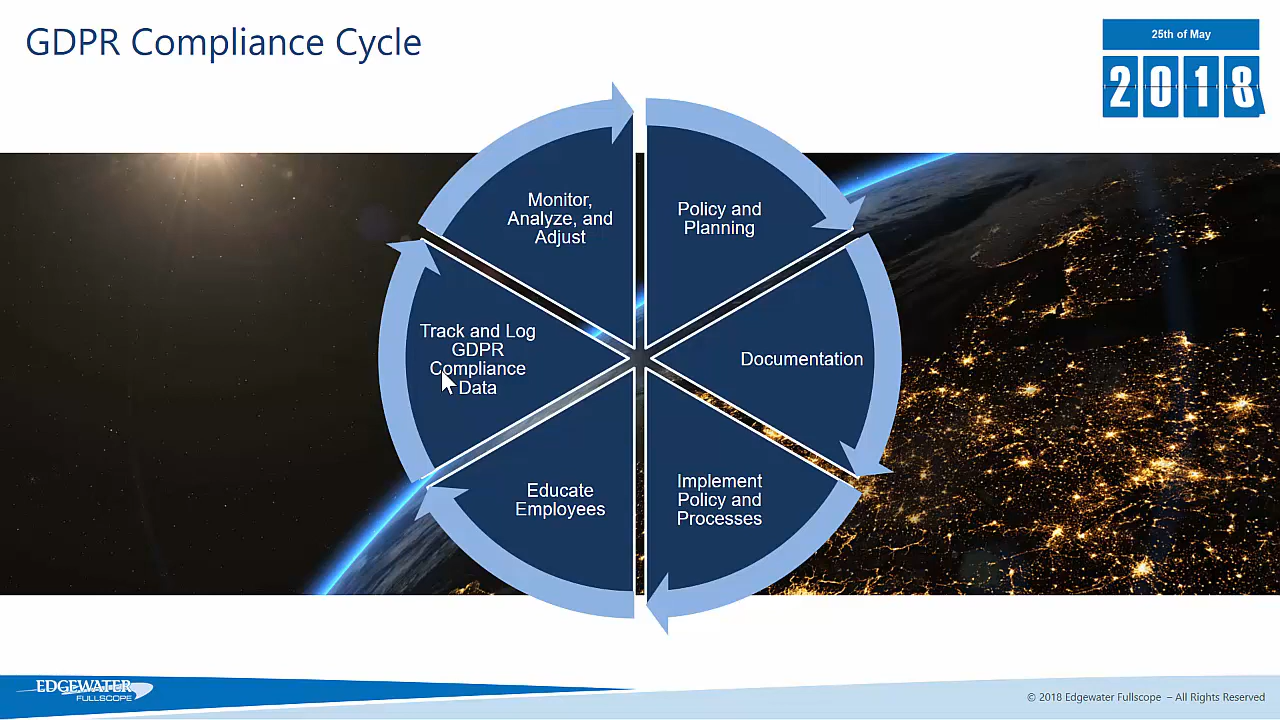 GDPR Compliance Cycle
25th of May
2018
Monitor,
Analyze, and
Adjust
Policy and
Planning
Track and Log
GDPR
Compliance
Data
Documentation
Educate
Employees
Implement
Policy and
Processes
EDGEWATER
FULLSCOPE
© 2018 Edgewater Fullscope – All Rights Reserved